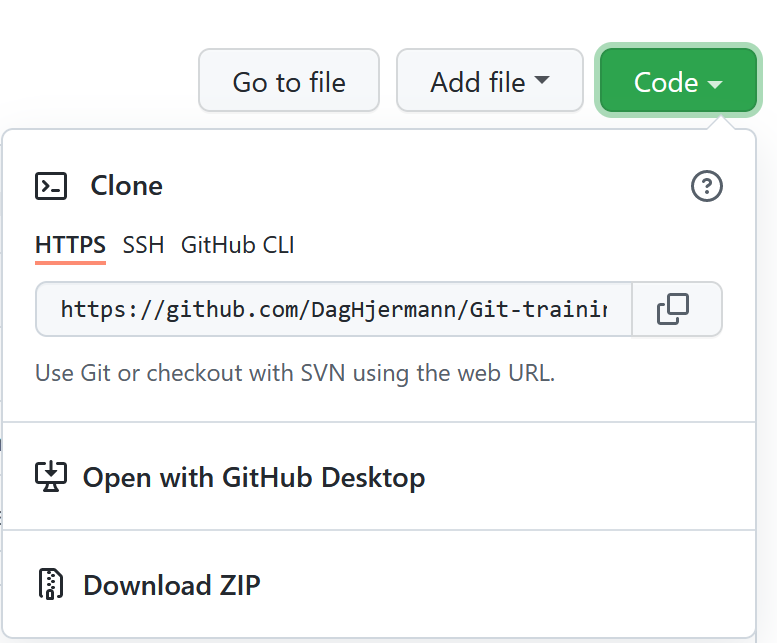 Go to file Add file Code
Clone
HTTPS SSH GitHub CLI
https://github.com/DagHjermann/Git-trainin
Use Git or checkout with SVN using the web URL.
Open with GitHub Desktop
Download ZIP